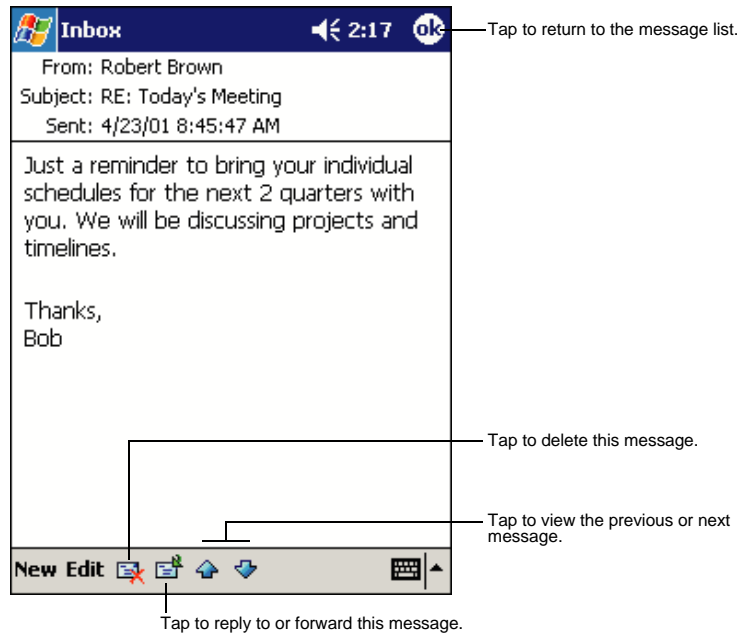 Inbox 2:17 ok
Tap to return to the message list.
From: Robert Brown
Subject: RE: Today's Meeting
Sent: 4/23/01 8:45:47 AM
Just a reminder to bring your individual
schedules for the next 2 quarters with
you. We will be discussing projects and
timelines.
Thanks,
Bob
Tap to delete this message.
Tap to view the previous or next
message.
New Edit
Tap to reply to or forward this message.